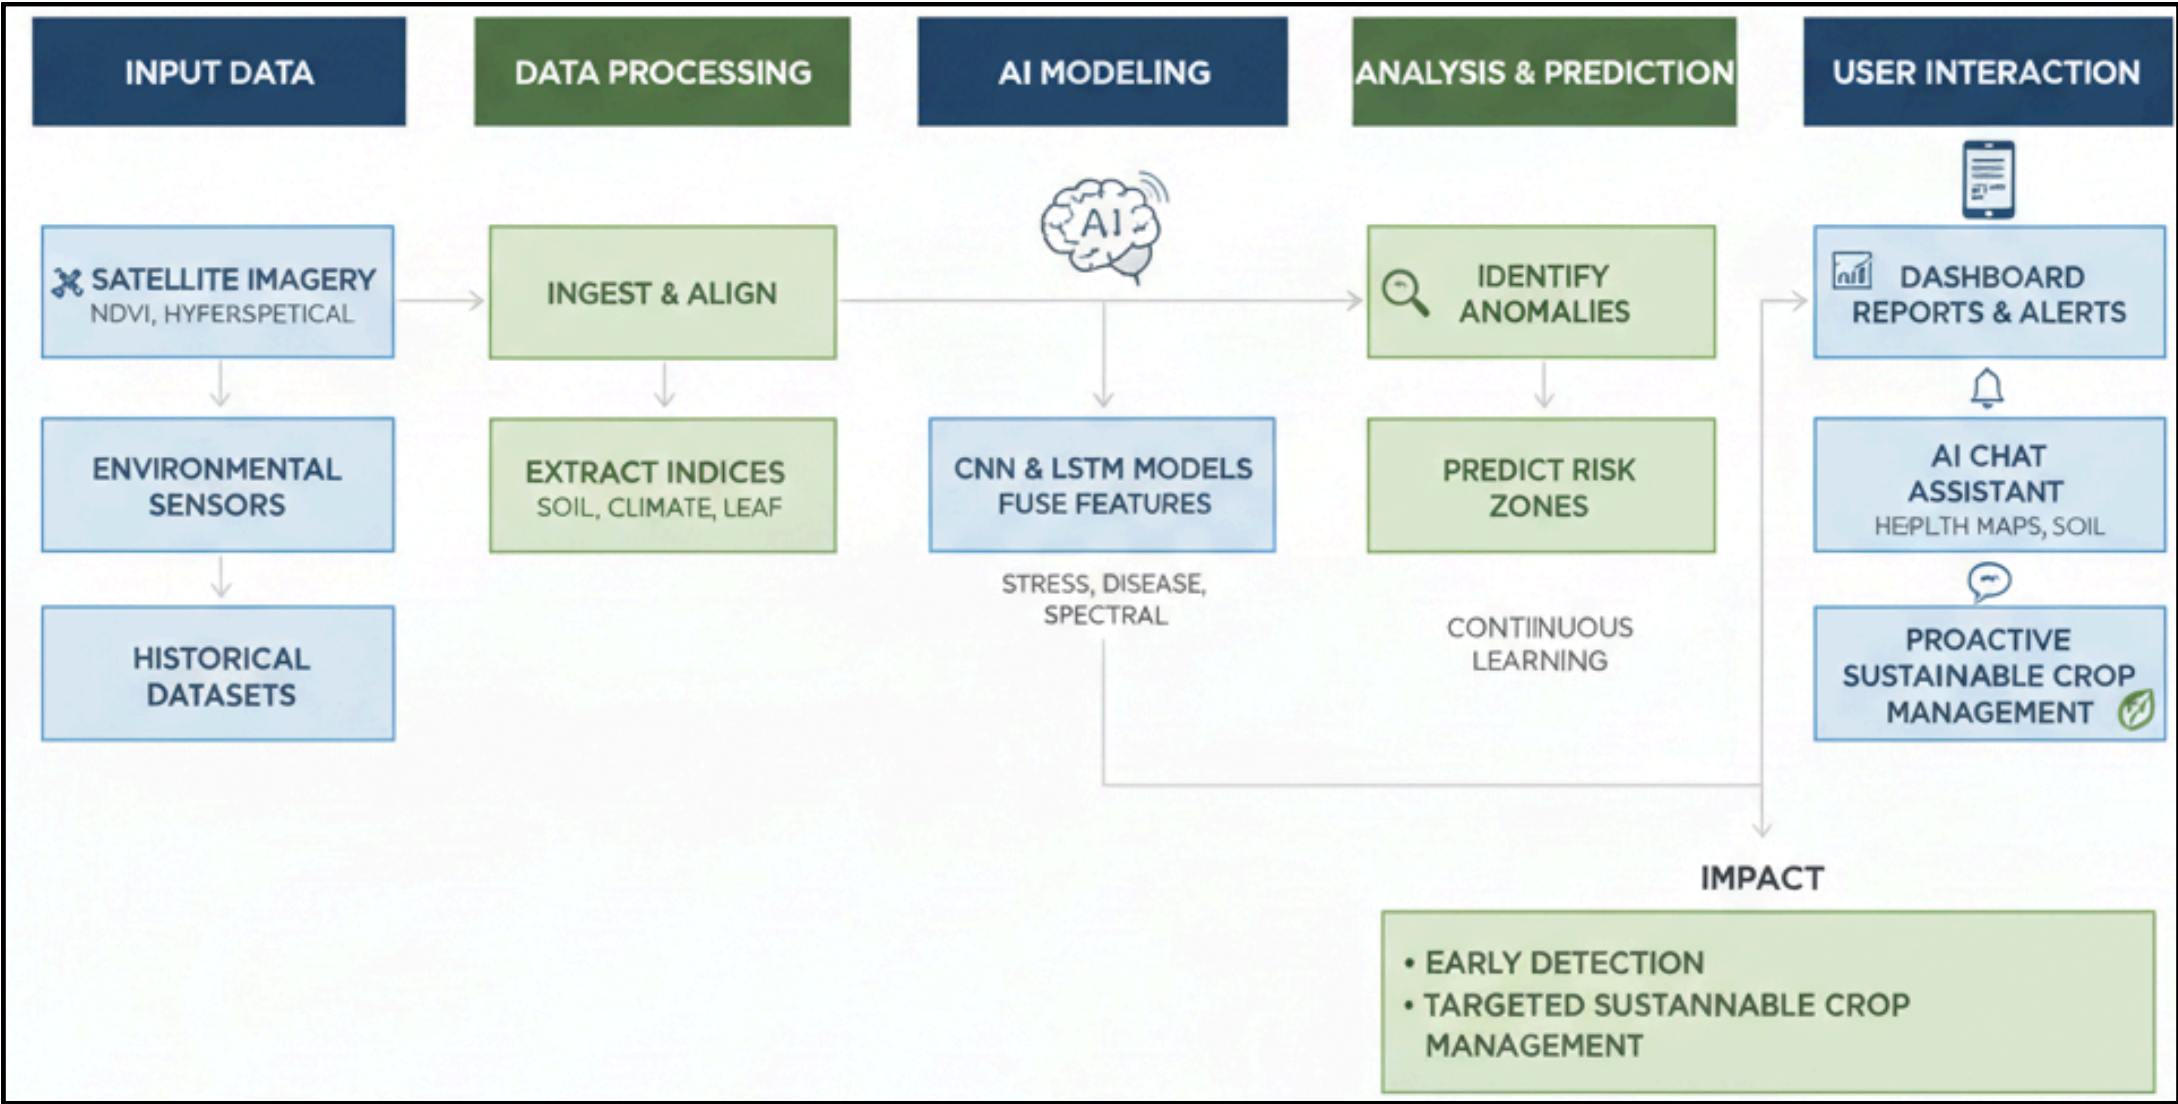 INPUT DATA
DATA PROCESSING
AI MODELING
ANALYSIS & PREDICTION
USER INTERACTION
SATELLITE IMAGERY
NDVI, HYFERSPETICAL
ENVIRONMENTAL
SENSORS
HISTORICAL
DATASETS
INGEST & ALIGN
EXTRACT INDICES
SOIL, CLIMATE, LEAF
AI
CNN & LSTM MODELS
FUSE FEATURES
STRESS, DISEASE,
SPECTRAL
IDENTIFY
ANOMALIES
PREDICT RISK
ZONES
CONTIINUOUS
LEARNING
DASHBOARD
REPORTS & ALERTS
AI CHAT
ASSISTANT
HEPLTH MAPS, SOIL
PROACTIVE
SUSTAINABLE CROP
MANAGEMENT
IMPACT
• EARLY DETECTION
• TARGETED SUSTANNABLE CROP
MANAGEMENT